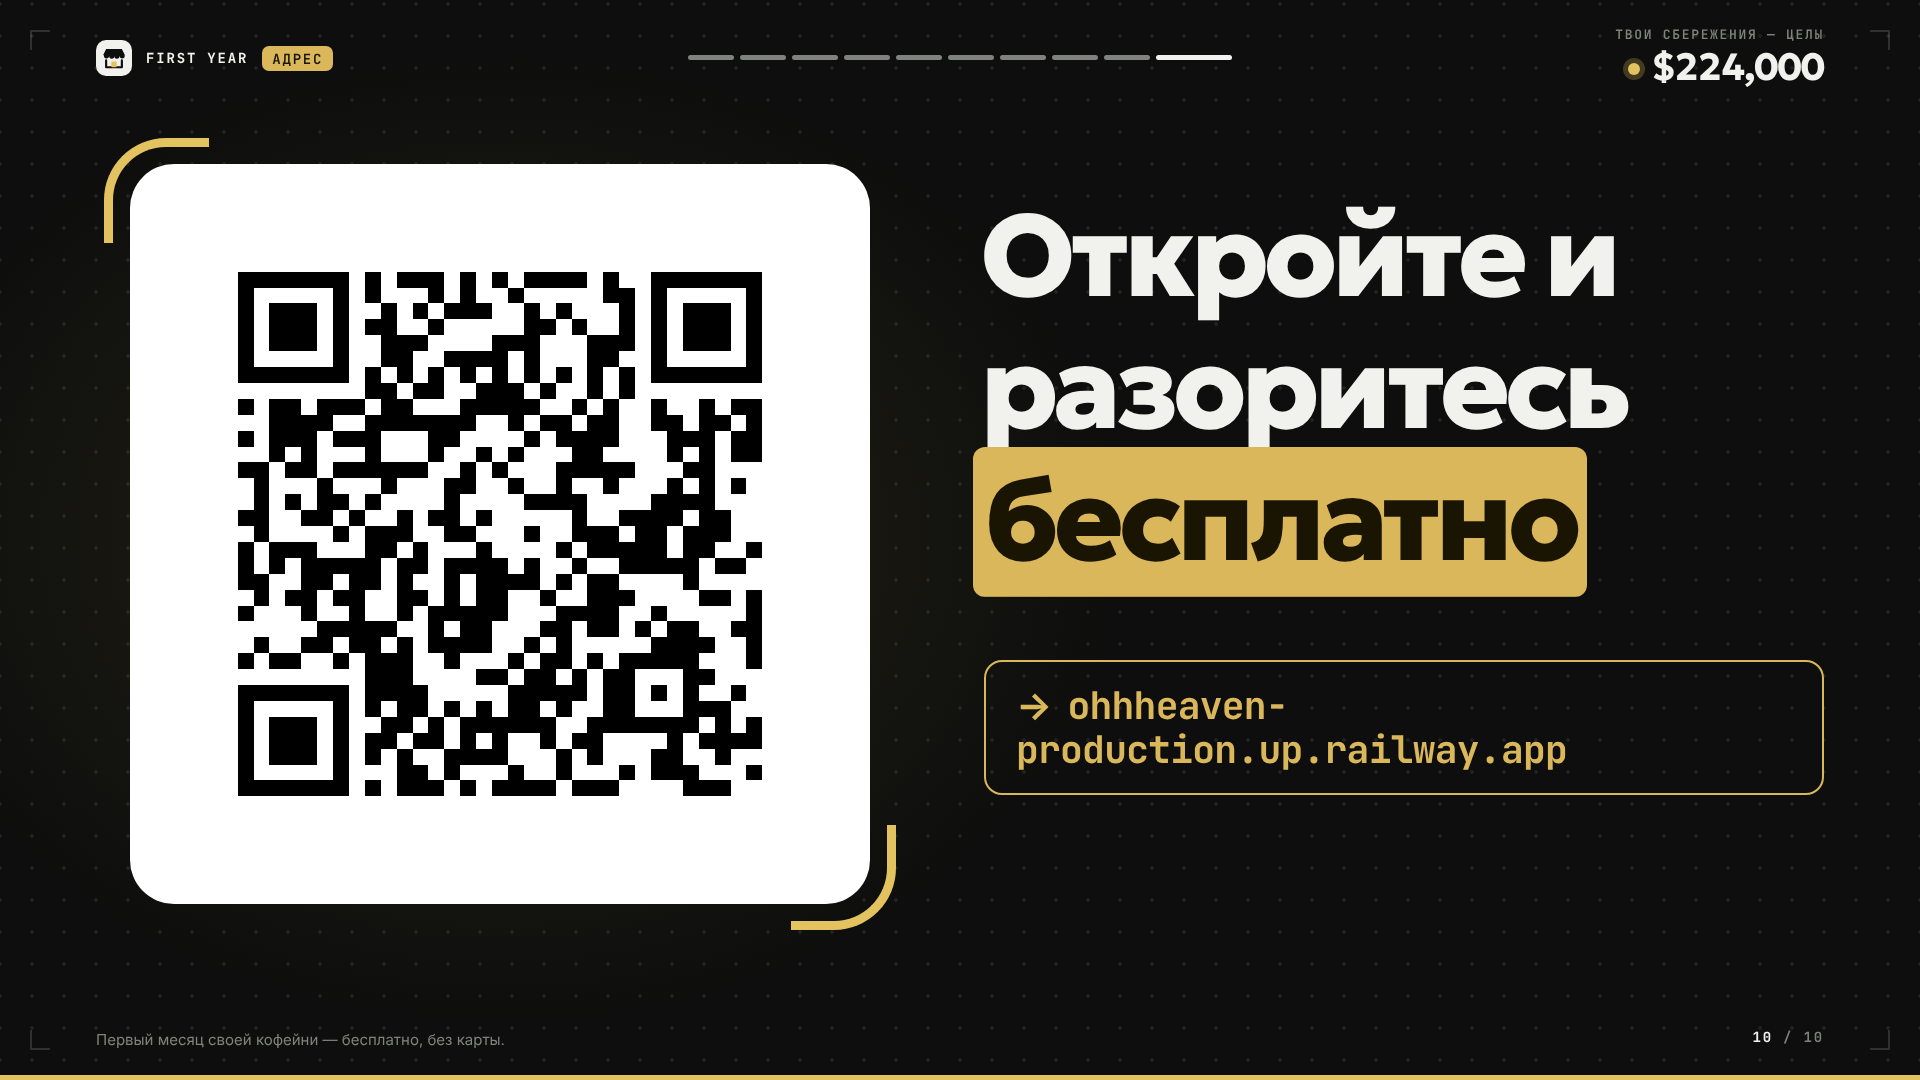 FIRST YEAR АДРЕС
ТВОИ СБЕРЕЖЕНИЯ — ЦЕЛЫ
$224,000
Откройте и
разоритесь
бесплатно
→ ohhheaven-
production.up.railway.app
Первый месяц своей кофейни — бесплатно, без карты.
10 / 10